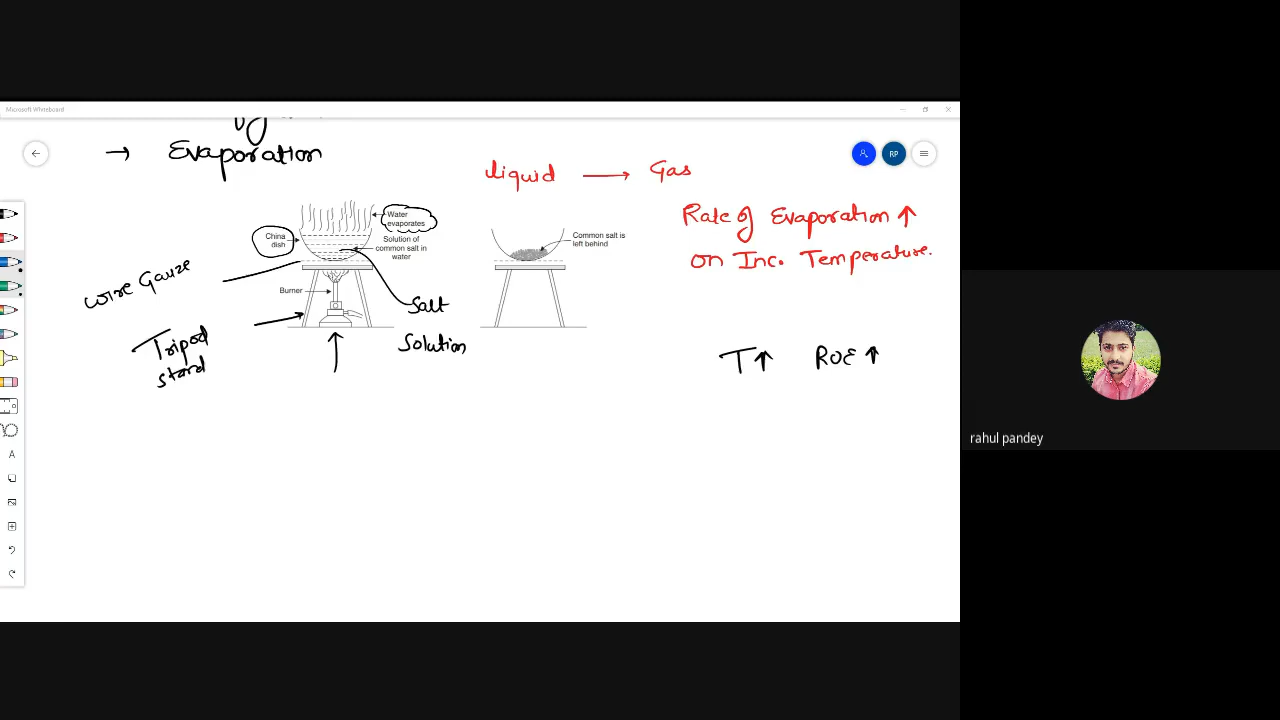 Microsoft Whiteboard
→ Evaporation
RP
liquid → Gas
Rate of Evaporation ↑
on Inc. Temperature.
T↑ ROE ↑
Water
evaporates
China
dish
Solution of
common salt in
water
Wire Gauze
Burner
Salt
Solution
Tripod
stand
Common salt is
left behind
A
rahul pandey